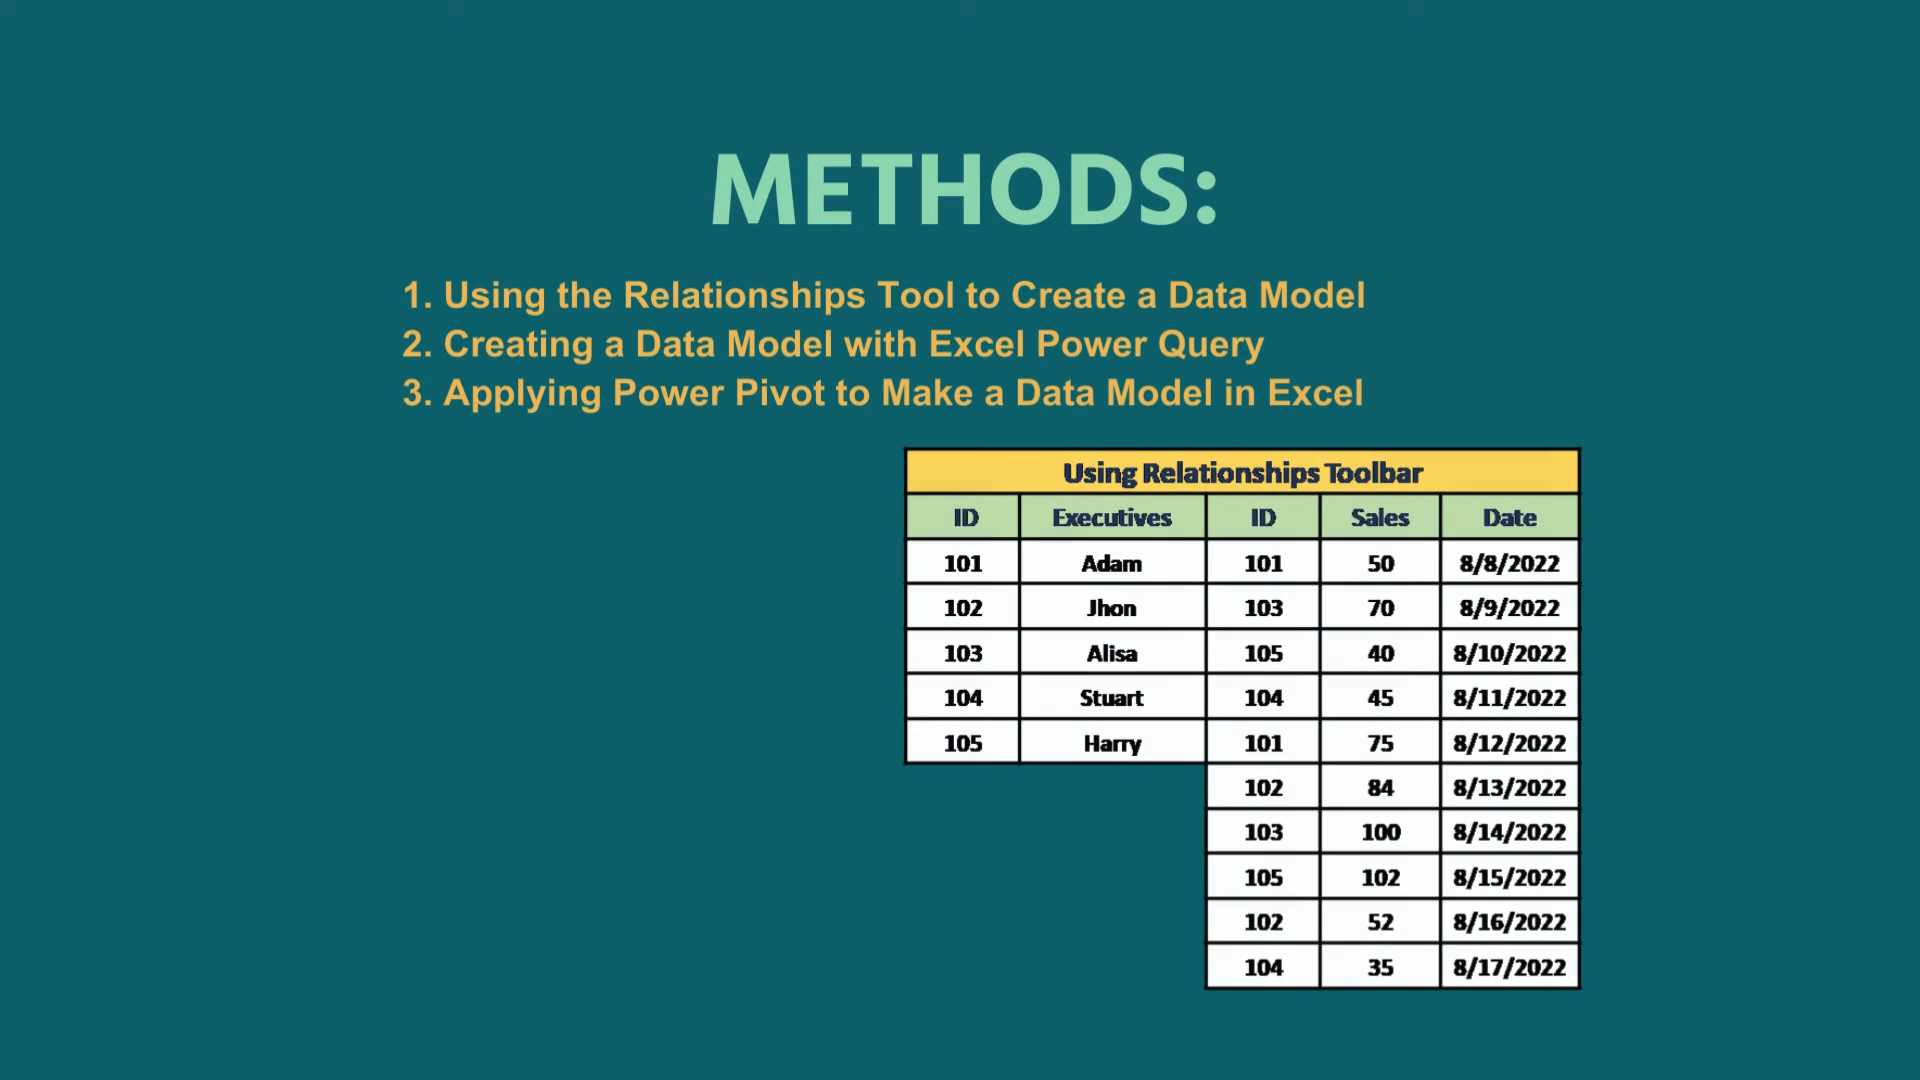 METHODS:
1. Using the Relationships Tool to Create a Data Model
2. Creating a Data Model with Excel Power Query
3. Applying Power Pivot to Make a Data Model in Excel
Using Relationships Toolbar
ID Executives ID Sales Date
101 Adam 101 50 8/8/2022
102 Jhon 103 70 8/9/2022
103 Alisa 105 40 8/10/2022
104 Stuart 104 45 8/11/2022
105 Harry 101 75 8/12/2022
102 84 8/13/2022
103 100 8/14/2022
105 102 8/15/2022
102 52 8/16/2022
104 35 8/17/2022